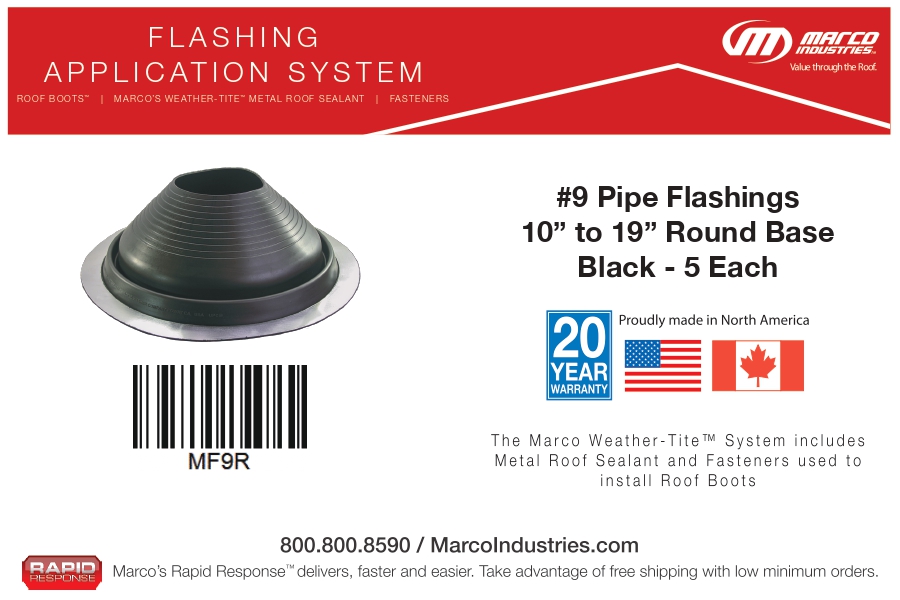 FLASHING
APPLICATION SYSTEM
ROOF BOOTS™ | MARCO'S WEATHER-TITE™ METAL ROOF SEALANT | FASTENERS
MARCO
INDUSTRIES™
Value through the Roof.
#9 Pipe Flashings
10” to 19” Round Base
Black - 5 Each
20
YEAR
WARRANTY
Proudly made in North America
MF9R
The Marco Weather-Tite™ System includes
Metal Roof Sealant and Fasteners used to
install Roof Boots
800.800.8590 / MarcoIndustries.com
RAPID
RESPONSE
Marco's Rapid Response™ delivers, faster and easier. Take advantage of free shipping with low minimum orders.